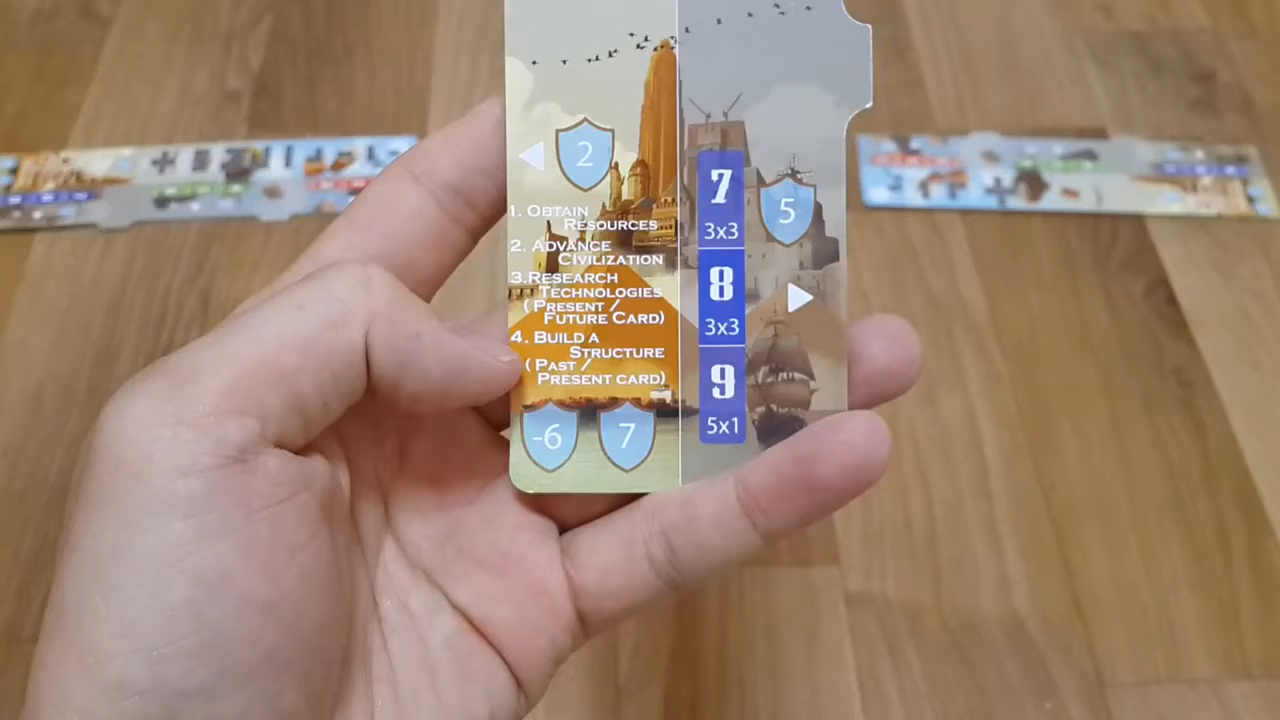 2
1. OBTAIN
RESOURCES
2. ADVANCE
CIVILIZATION
3.RESEARCH
TECHNOLOGIES
(PRESENT /
FUTURE CARD)
4. BUILD A
STRUCTURE
(PAST /
PRESENT CARD)
-6 7
7
3x3
5
8
3x3
9
5x1